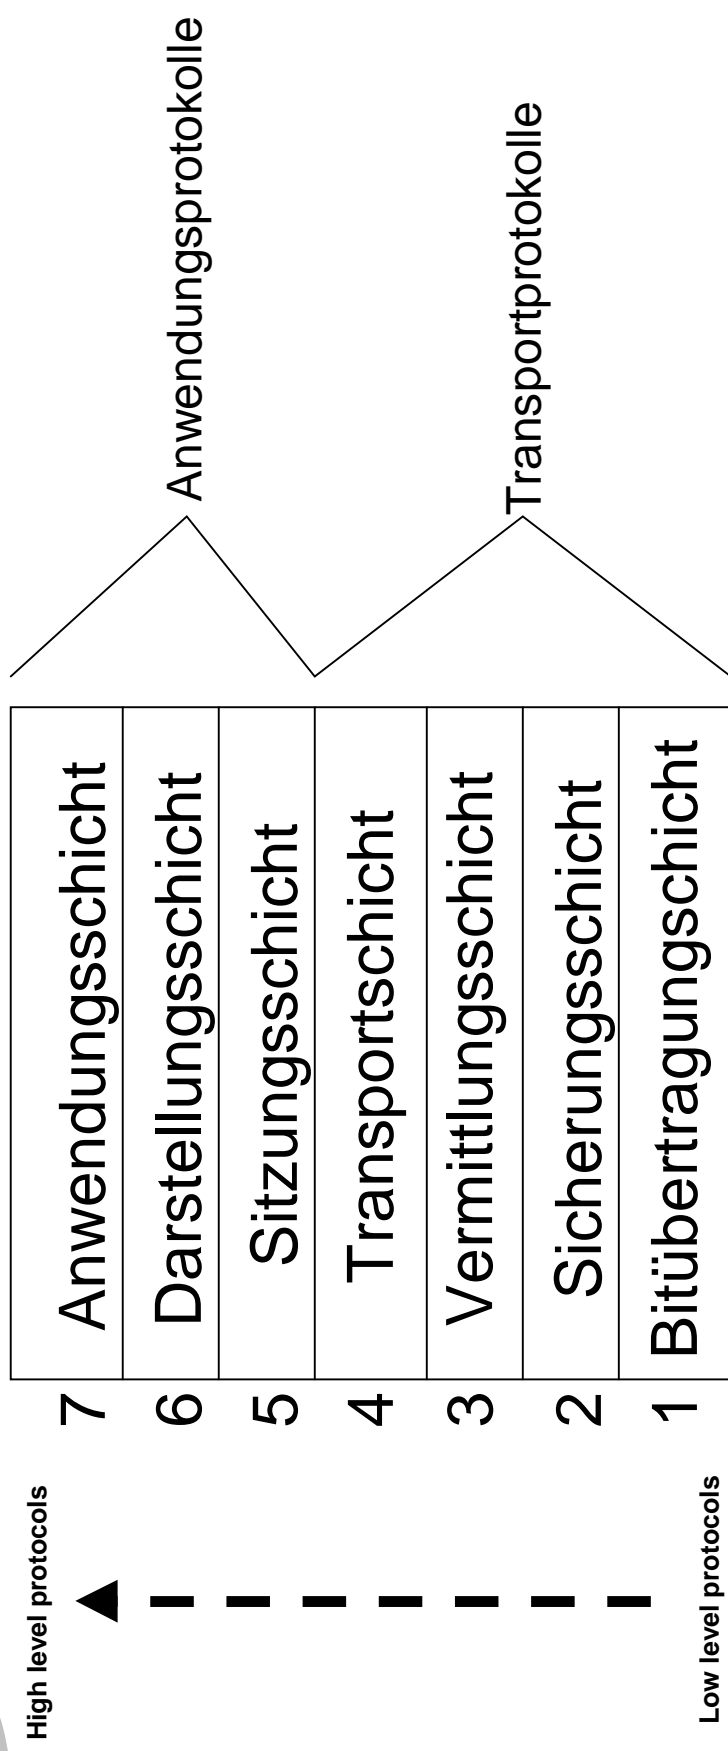 High level protocols
7 Anwendungsschicht
6 Darstellungsschicht
5 Sitzungsschicht
Anwendungsprotokolle
4 Transportschicht
3 Vermittlungsschicht
2 Sicherungsschicht
1 Bitübertragungschicht
Transportprotokolle
Low level protocols